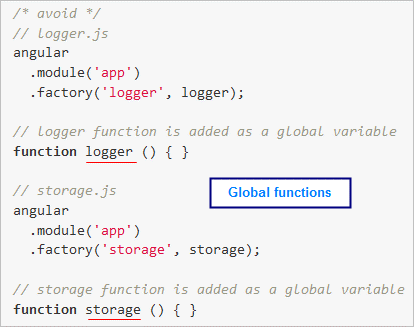 /* avoid */
// logger.js
angular
  .module('app')
  .factory('logger', logger);

// logger function is added as a global variable
function logger () { }

// storage.js
Global functions
angular
  .module('app')
  .factory('storage', storage);

// storage function is added as a global variable
function storage () { }